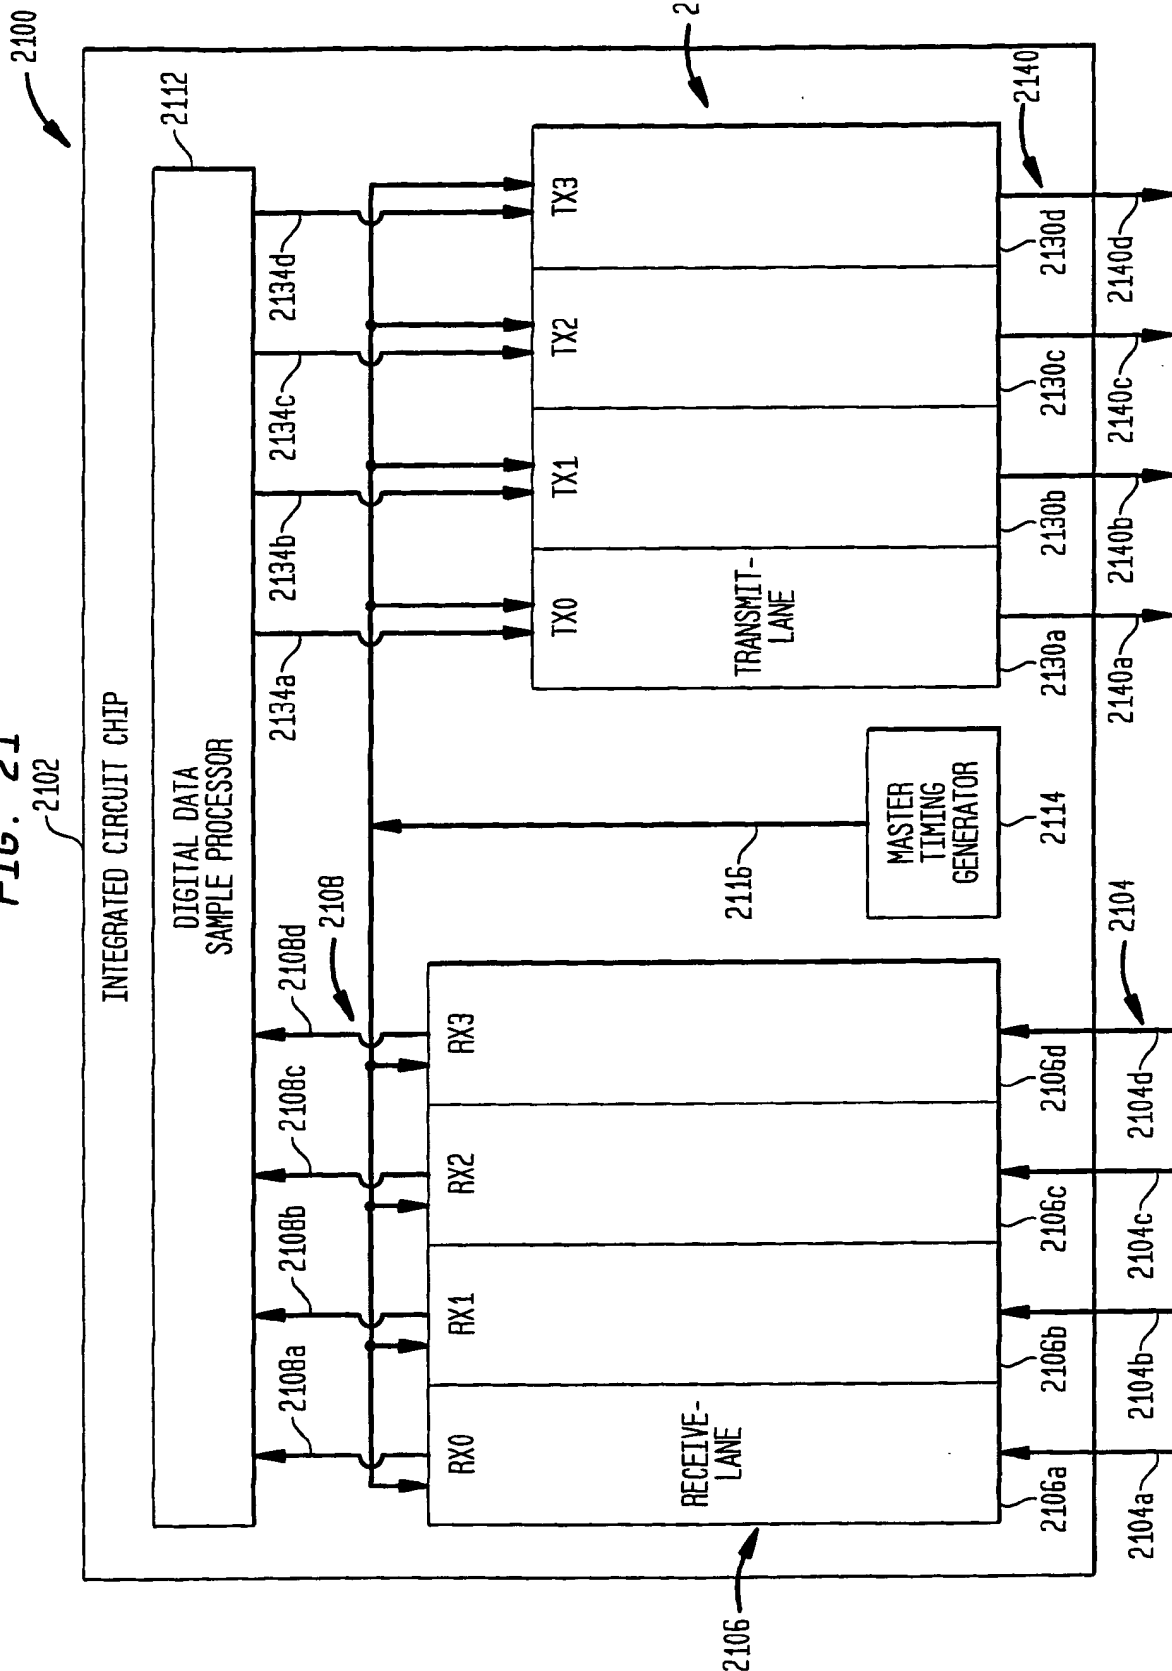 FIG. 21
2100
2102
INTEGRATED CIRCUIT CHIP
2112
DIGITAL DATA
SAMPLE PROCESSOR
2108a
2108b
2108c
2108d
2108
2134a
2134b
2134c
2134d
RX0
RX1
RX2
RX3
TX0
TX1
TX2
TX3
2
RECEIVE-
LANE
TRANSMIT-
LANE
2116
MASTER
TIMING
GENERATOR
2114
2106
2106a
2106b
2106c
2106d
2130a
2130b
2130c
2130d
2104
2140
2104a
2104b
2104c
2104d
2140a
2140b
2140c
2140d